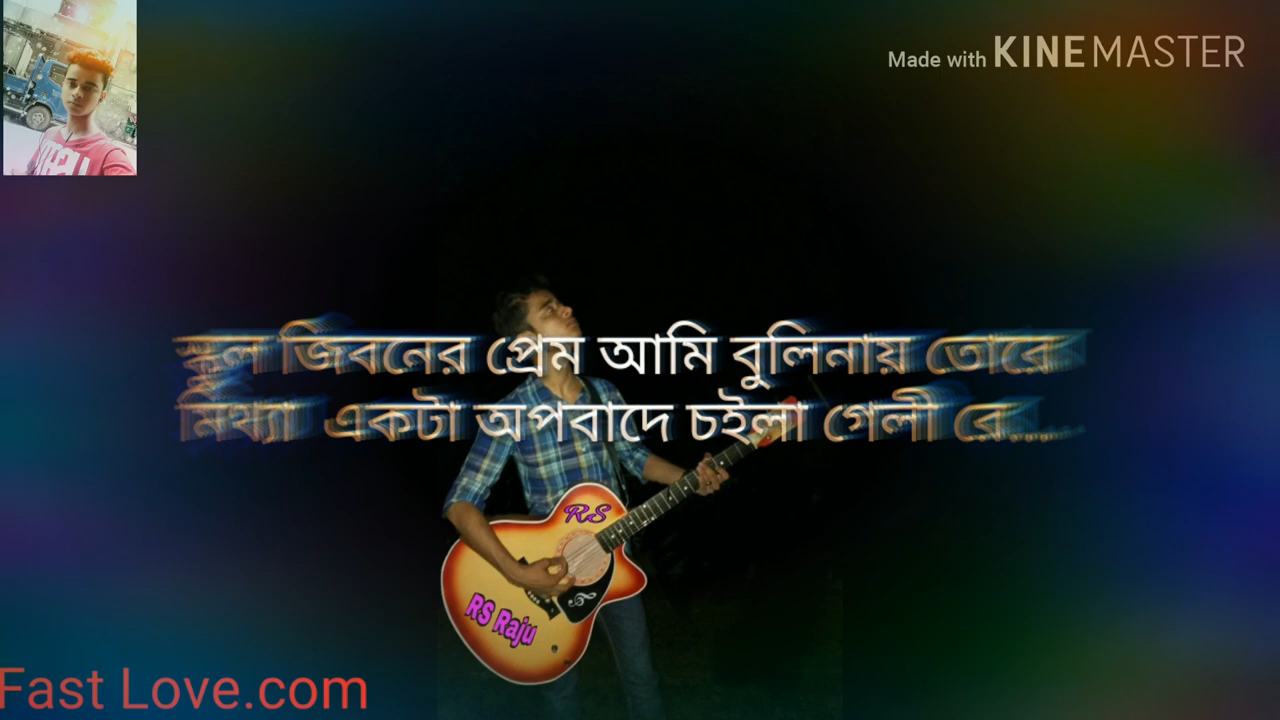 Made with KINEMASTER
স্কুল জিবনের প্রেম আমি বুলিনায় তোরে
মিথ্যা একটা অপবাদে চইলা গেলী রে......
RS
RS Raju
Fast Love.com